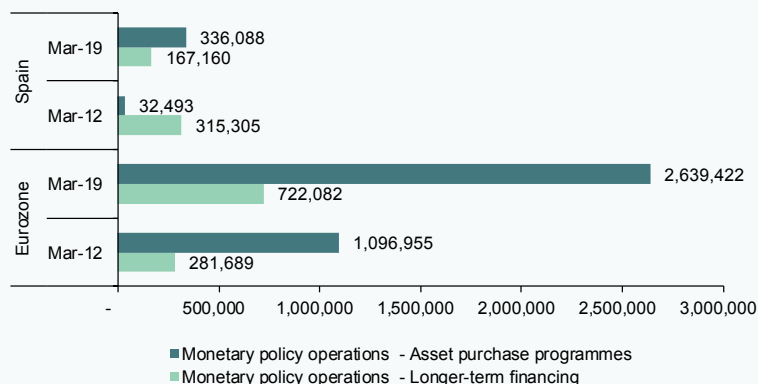 Spain
Mar-19
336,088
167,160
Mar-12
32,493
315,305
Eurozone
Mar-19
2,639,422
722,082
Mar-12
1,096,955
281,689
- 500,000 1,000,000 1,500,000 2,000,000 2,500,000 3,000,000
Monetary policy operations - Asset purchase programmes
Monetary policy operations - Longer-term financing